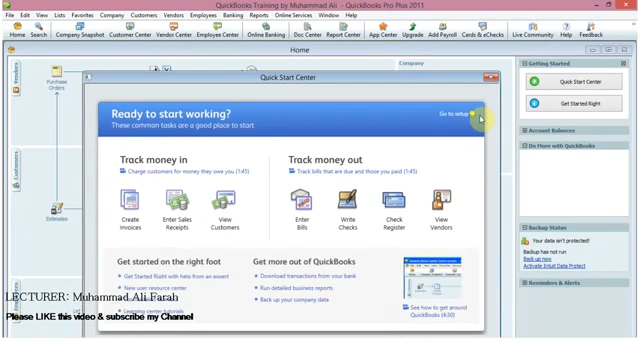 QuickBooks Training by Muhammad Ali - QuickBooks Pro Plus 2011
File Edit View Lists Favorites Company Customers Vendors Employees Banking Reports Online Services Window Help
Home Search Company Snapshot Customer Center Vendor Center Employee Center Online Banking Doc Center Report Center App Center Upgrade Add Payroll Cards & eChecks Live Community Help Feedback
Home
Vendors
Purchase
Orders
Company
Customers
Estimates
Quick Start Center
Ready to start working?
These common tasks are a good place to start
Go to setup
Track money in
Charge customers for money they owe you (1:45)
Create
Invoices
Enter Sales
Receipts
View
Customers
Track money out
Track bills that are due and those you paid (1:45)
Enter
Bills
Write
Checks
Check
Register
View
Vendors
Get started on the right foot
Get Started Right with help from an expert
New user resource center
Learning center tutorials
Get more out of QuickBooks
Download transactions from your bank
Run detailed business reports
Back up your company data
See how to get around
QuickBooks (4:30)
Getting Started
Quick Start Center
Get Started Right
Account Balances
Do More with QuickBooks
Backup Status
Your data isn't protected!
Backup has not run
Back up now
Activate Intuit Data Protect
Reminders & Alerts
LECTURER: Muhammad Ali Farah
Please LIKE this video & subscribe my Channel